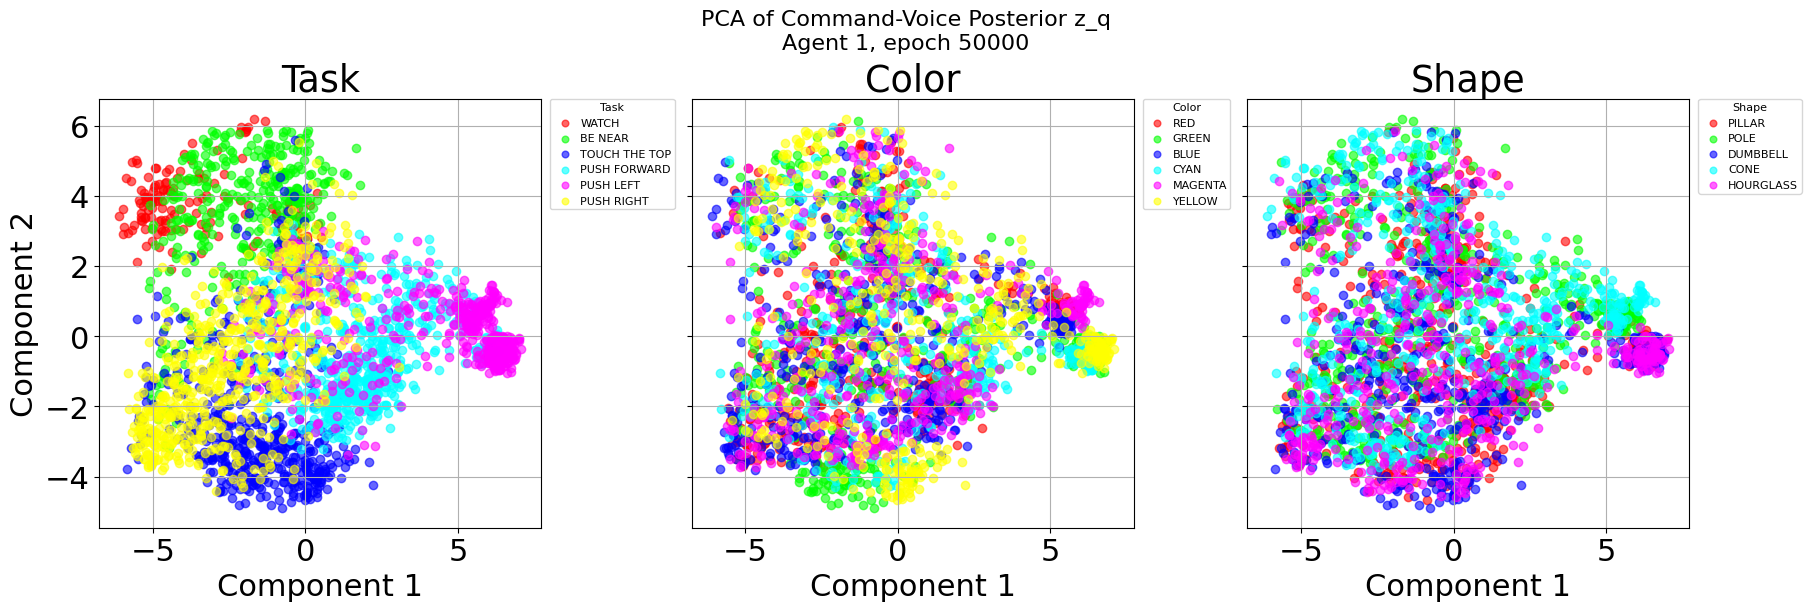 PCA of Command-Voice Posterior z_q
Agent 1, epoch 50000
Task
Color
Shape
Component 2
6
4
2
0
−2
−4
−5
0
5
Component 1
Task
WATCH
BE NEAR
TOUCH THE TOP
PUSH FORWARD
PUSH LEFT
PUSH RIGHT
−5
0
5
Component 1
Color
RED
GREEN
BLUE
CYAN
MAGENTA
YELLOW
−5
0
5
Component 1
Shape
PILLAR
POLE
DUMBBELL
CONE
HOURGLASS